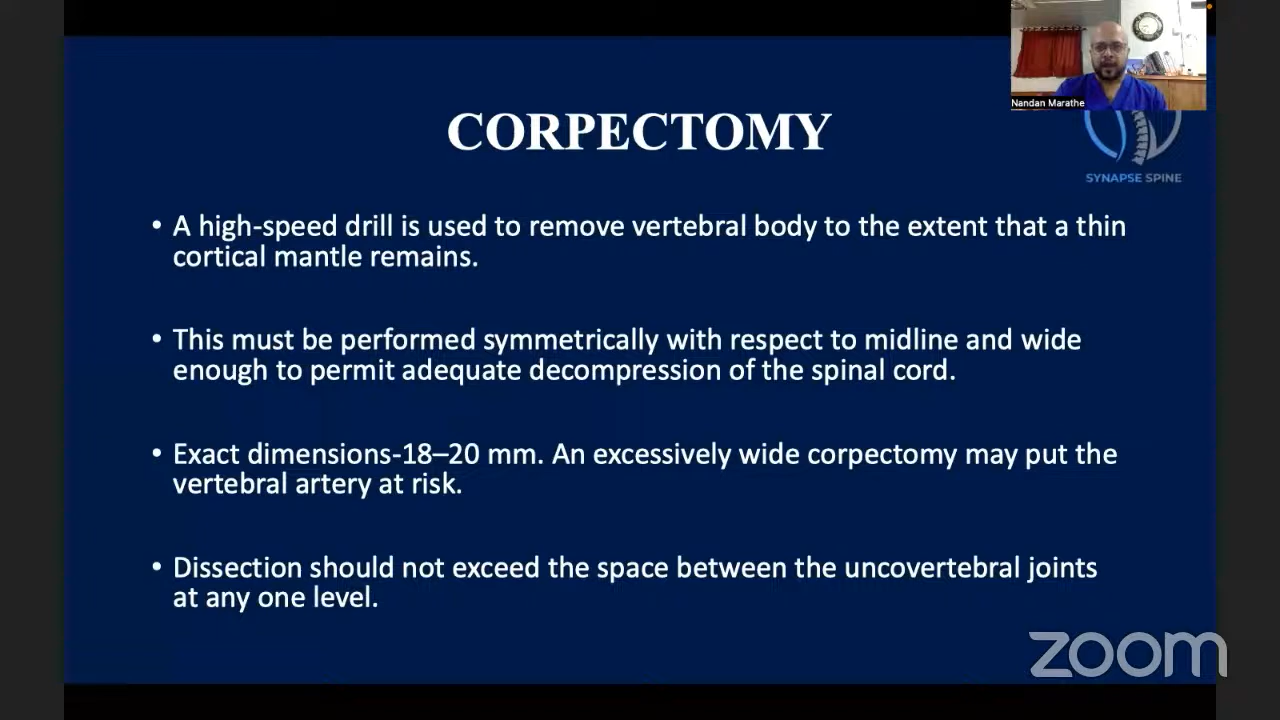 Nandan Marathe
CORPECTOMY
SYNAPSE SPINE
• A high-speed drill is used to remove vertebral body to the extent that a thin
cortical mantle remains.
• This must be performed symmetrically with respect to midline and wide
enough to permit adequate decompression of the spinal cord.
• Exact dimensions-18–20 mm. An excessively wide corpectomy may put the
vertebral artery at risk.
• Dissection should not exceed the space between the uncovertebral joints
at any one level.
zoom